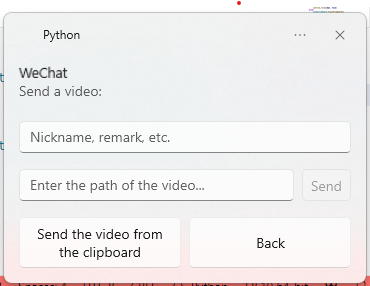 Python
WeChat
Send a video:
Nickname, remark, etc.
Enter the path of the video...
Send
Send the video from
the clipboard
Back